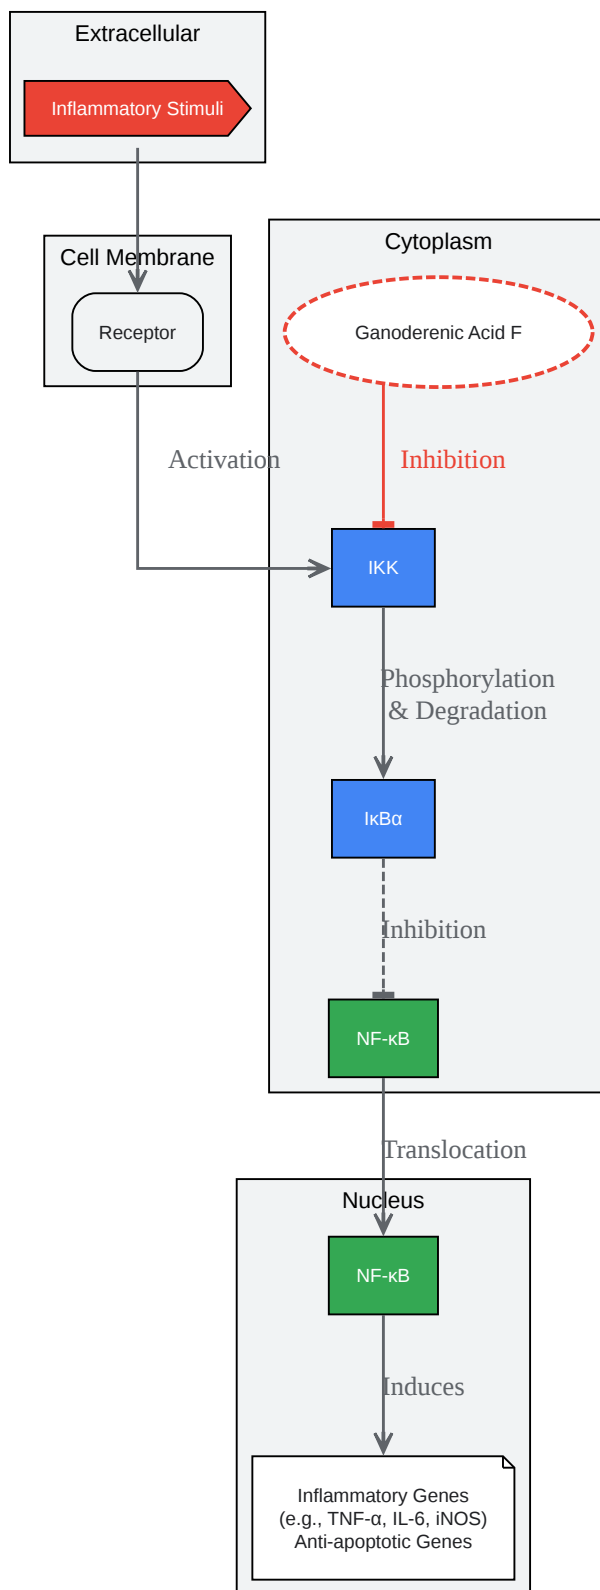 Extracellular
Inflammatory Stimuli
Cell Membrane
Receptor
Cytoplasm
Ganoderenic Acid F
Activation
Inhibition
IKK
Phosphorylation
& Degradation
IκBα
Inhibition
NF-κB
Translocation
Nucleus
NF-κB
Induces
Inflammatory Genes
(e.g., TNF-α, IL-6, iNOS)
Anti-apoptotic Genes